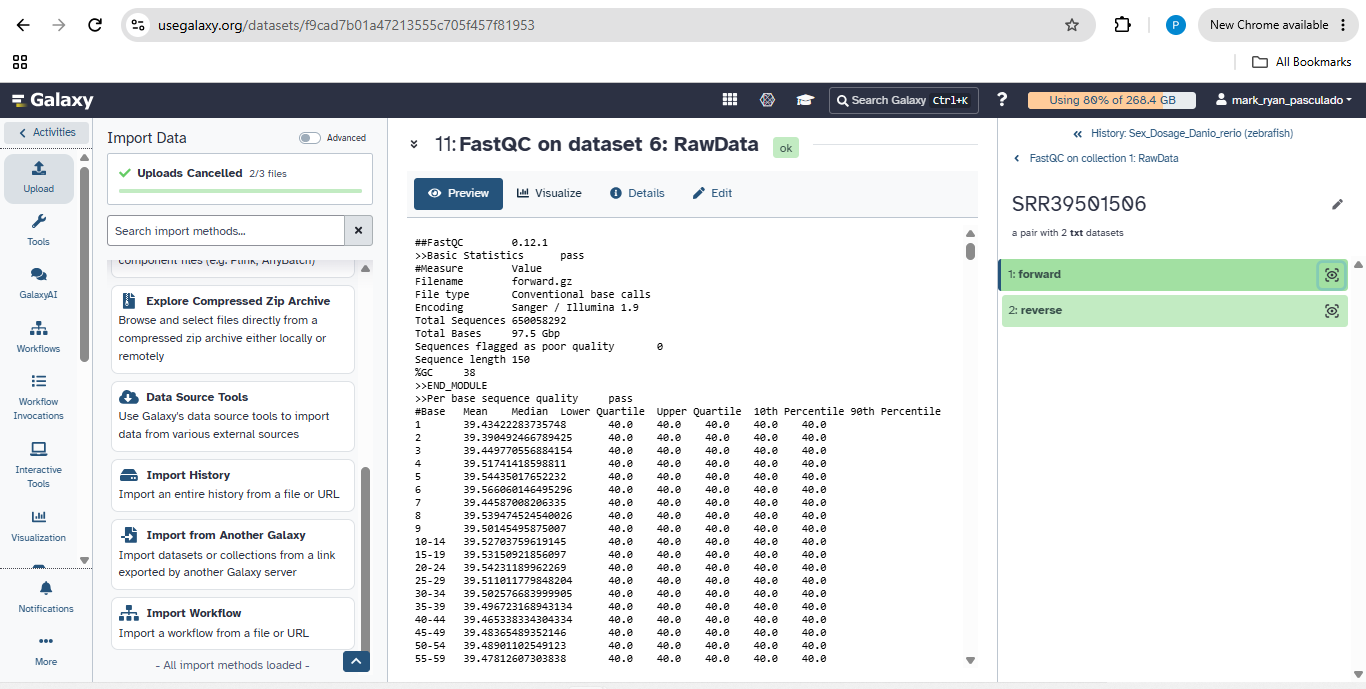 usegalaxy.org/datasets/f9cad7b01a47213555c705f457f81953
P
New Chrome available
All Bookmarks
Galaxy
Search Galaxy Ctrl+K
?
Using 80% of 268.4 GB
mark_ryan_pasculado
Activities
Upload
Tools
GalaxyAI
Workflows
Workflow
Invocations
Interactive
Tools
Visualization
Notifications
More
Import Data
Advanced
Uploads Cancelled 2/3 files
Search import methods...
component files (e.g. Plink, AnyBatch)
Explore Compressed Zip Archive
Browse and select files directly from a
compressed zip archive either locally or
remotely
Data Source Tools
Use Galaxy's data source tools to import
data from various external sources
Import History
Import an entire history from a file or URL
Import from Another Galaxy
Import datasets or collections from a link
exported by another Galaxy server
Import Workflow
Import a workflow from a file or URL
- All import methods loaded -
11: FastQC on dataset 6: RawData
ok
Preview
Visualize
Details
Edit
##FastQC 0.12.1
>>Basic Statistics pass
#Measure Value
Filename forward.gz
File type Conventional base calls
Encoding Sanger / Illumina 1.9
Total Sequences 650058292
Total Bases 97.5 Gbp
Sequences flagged as poor quality 0
Sequence length 150
%GC 38
>>END_MODULE
>>Per base sequence quality pass
#Base Mean Median Lower Quartile Upper Quartile 10th Percentile 90th Percentile
1 39.43422283735748 40.0 40.0 40.0 40.0 40.0
2 39.390492466789425 40.0 40.0 40.0 40.0 40.0
3 39.449770556884154 40.0 40.0 40.0 40.0 40.0
4 39.51741418598811 40.0 40.0 40.0 40.0 40.0
5 39.54435017652232 40.0 40.0 40.0 40.0 40.0
6 39.566060146495296 40.0 40.0 40.0 40.0 40.0
7 39.44587008206335 40.0 40.0 40.0 40.0 40.0
8 39.539474524540026 40.0 40.0 40.0 40.0 40.0
9 39.50145495875007 40.0 40.0 40.0 40.0 40.0
10-14 39.52703759619145 40.0 40.0 40.0 40.0 40.0
15-19 39.53150921856097 40.0 40.0 40.0 40.0 40.0
20-24 39.54231189962269 40.0 40.0 40.0 40.0 40.0
25-29 39.511011779848204 40.0 40.0 40.0 40.0 40.0
30-34 39.502576683999905 40.0 40.0 40.0 40.0 40.0
35-39 39.496723168943134 40.0 40.0 40.0 40.0 40.0
40-44 39.465338334304334 40.0 40.0 40.0 40.0 40.0
45-49 39.48365489352146 40.0 40.0 40.0 40.0 40.0
50-54 39.48901102549123 40.0 40.0 40.0 40.0 40.0
55-59 39.47812607303838 40.0 40.0 40.0 40.0 40.0
History: Sex_Dosage_Danio_rerio (zebrafish)
FastQC on collection 1: RawData
SRR39501506
a pair with 2 txt datasets
1: forward
2: reverse